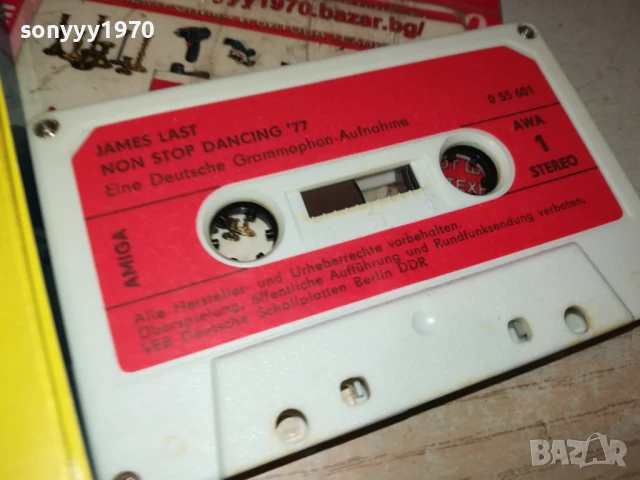 sonyyy1970
yyy1970.bazar.bg/
JAMES LAST
NON STOP DANCING '77
Eine Deutsche Grammophon-Aufnahme
0 55 601
AWA
1
STEREO
AMIGA
Alle Hersteller- und Urheberrechte vorbehalten.
Überspielung, öffentliche Aufführung und Rundfunksendung verboten.
VEB Deutsche Schallplatten Berlin DDR
BAZAR